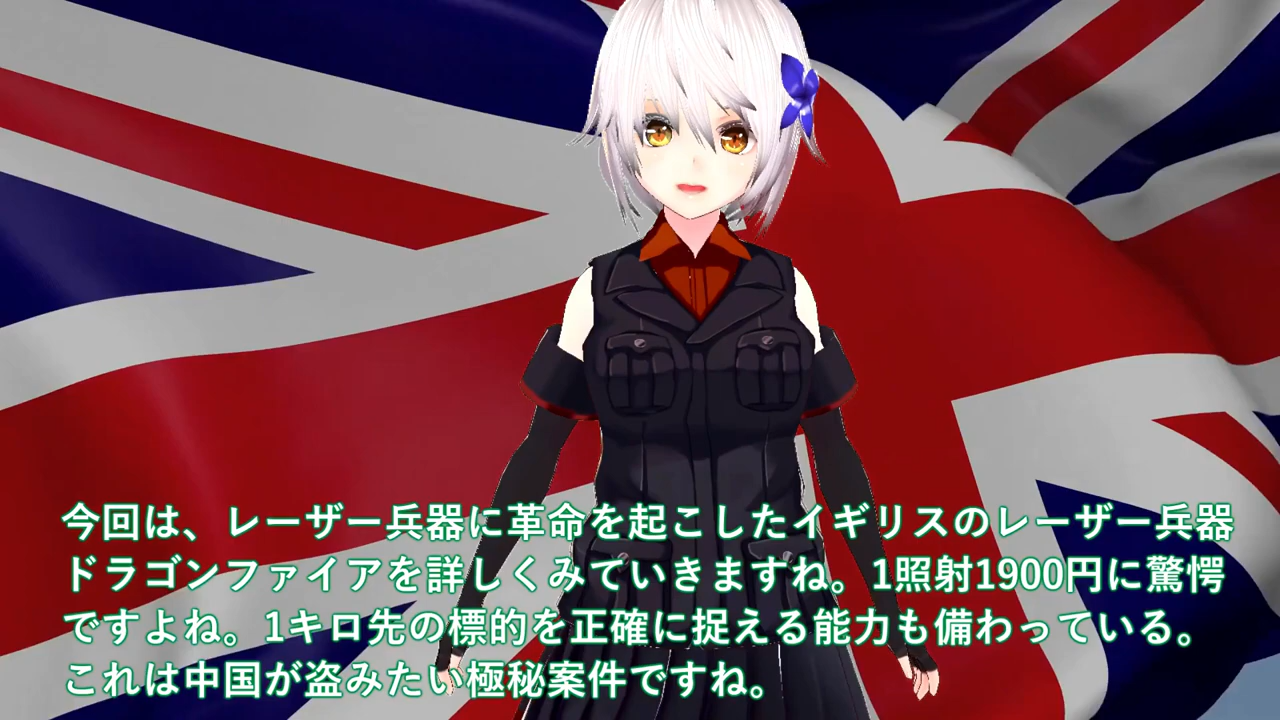 今回は、レーザー兵器に革命を起こしたイギリスのレーザー兵器
ドラゴンファイアを詳しくみていきますね。1照射1900円に驚愕
ですよね。1キロ先の標的を正確に捉える能力も備わっている。
これは中国が盗みたい極秘案件ですね。